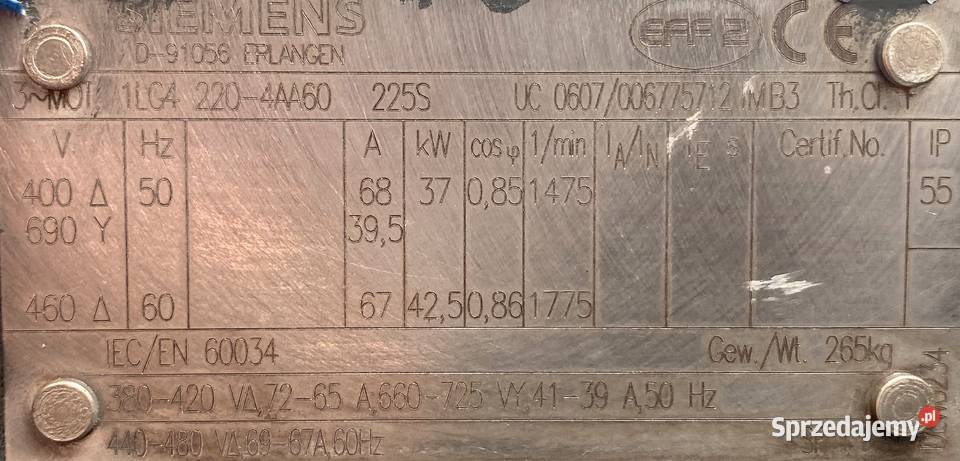 SIEMENS
D-91056 ERLANGEN
EFF2 CE
3~MOT. 1LG4 220-4AA60 225S UC 0607/006775712 IMB3 Th.Cl. F
V Hz A kW cosφ 1/min IA/IN tE s Certif.No. IP
400 Δ 50 68 37 0,85 1475 55
690 Y 39,5
460 Δ 60 67 42,5 0,86 1775
IEC/EN 60034 Gew./Wt. 265kg
380-420 VΔ,72-65 A,660-725 VY,41-39 A,50 Hz
440-480 VΔ,69-67A,60Hz
Sprzedajemy.pl